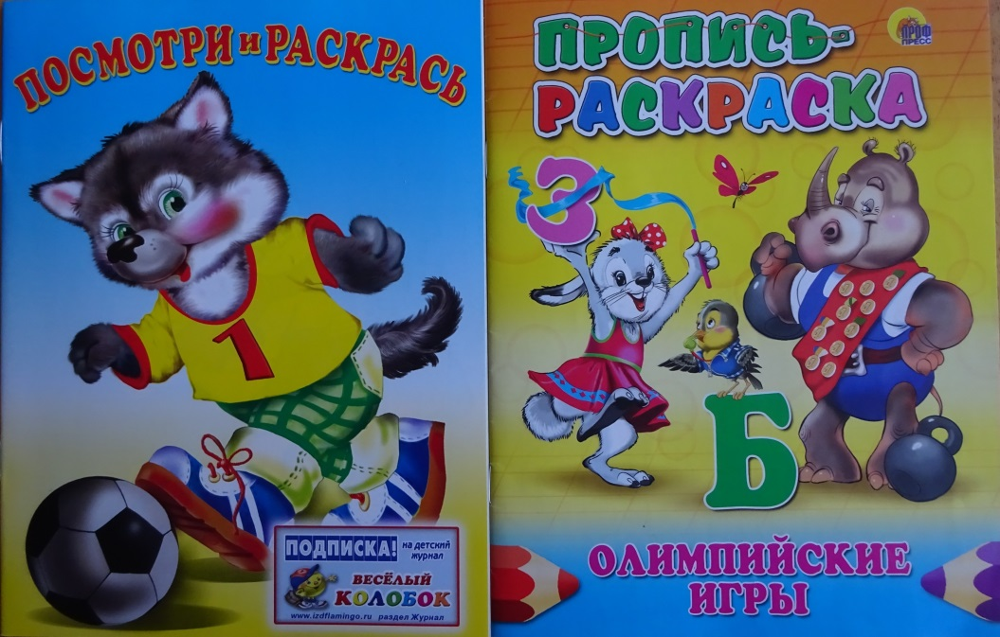 ПОСМОТРИ и РАСКРАСЬ
1
ПОДПИСКА! на детский
журнал
ВЕСЁЛЫЙ
КОЛОБОК
www.izdflamingo.ru раздел Журнал
ПРОПИСЬ-
РАСКРАСКА
ПРОФ
ПРЕСС
З
Б
ОЛИМПИЙСКИЕ
ИГРЫ